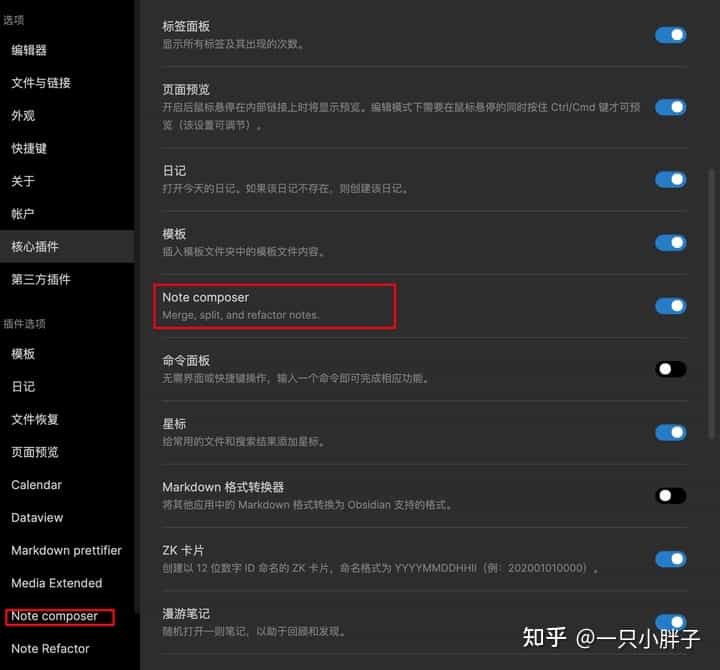 选项
编辑器
文件与链接
外观
快捷键
关于
帐户
核心插件
第三方插件
插件选项
模板
日记
文件恢复
页面预览
Calendar
Dataview
Markdown prettifier
Media Extended
Note composer
Note Refactor
标签面板
显示所有标签及其出现的次数。
页面预览
开启后鼠标悬停在内部链接上时将显示预览。编辑模式下需要在鼠标悬停的同时按住 Ctrl/Cmd 键才可预
览（该设置可调节）。
日记
打开今天的日记。如果该日记不存在，则创建该日记。
模板
插入模板文件夹中的模板文件内容。
Note composer
Merge, split, and refactor notes.
命令面板
无需界面或快捷键操作，输入一个命令即可完成相应功能。
星标
给常用的文件和搜索结果添加星标。
Markdown 格式转换器
将其他应用中的 Markdown 格式转换为 Obsidian 支持的格式。
ZK 卡片
创建以 12 位数字 ID 命名的 ZK 卡片，命名格式为 YYYYMMDDHHII（例：202001010000）。
漫游笔记
随机打开一则笔记，以助于回顾和发现。
知乎 @一只小胖子